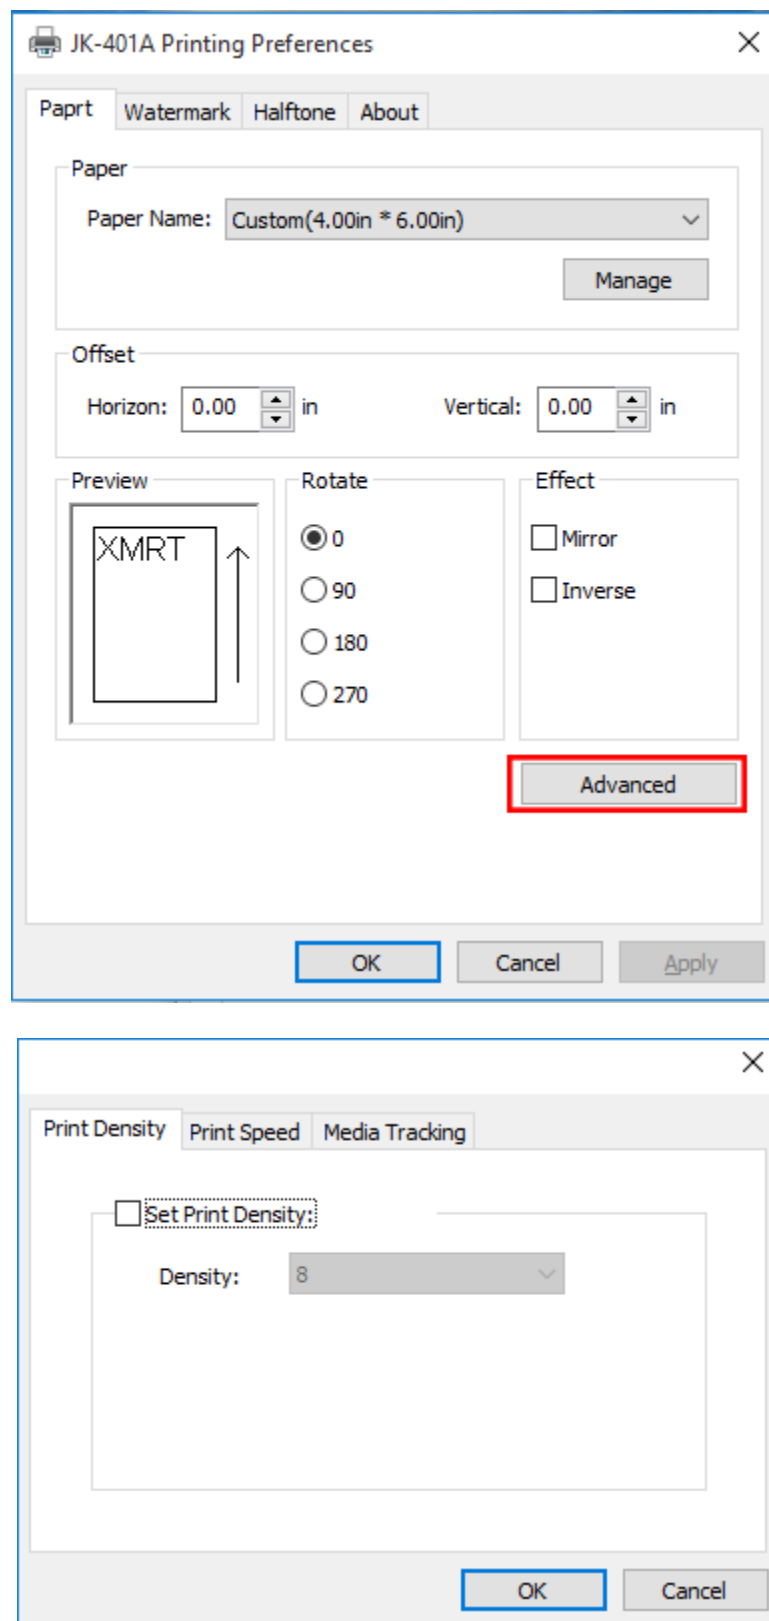 JK-401A Printing Preferences
Paprt Watermark Halftone About
Paper
Paper Name: Custom(4.00in * 6.00in)
Manage
Offset
Horizon: 0.00 in Vertical: 0.00 in
Preview Rotate Effect
XMRT 0 Mirror
90 Inverse
180
270
Advanced
OK Cancel Apply
Print Density Print Speed Media Tracking
Set Print Density:
Density: 8
OK Cancel